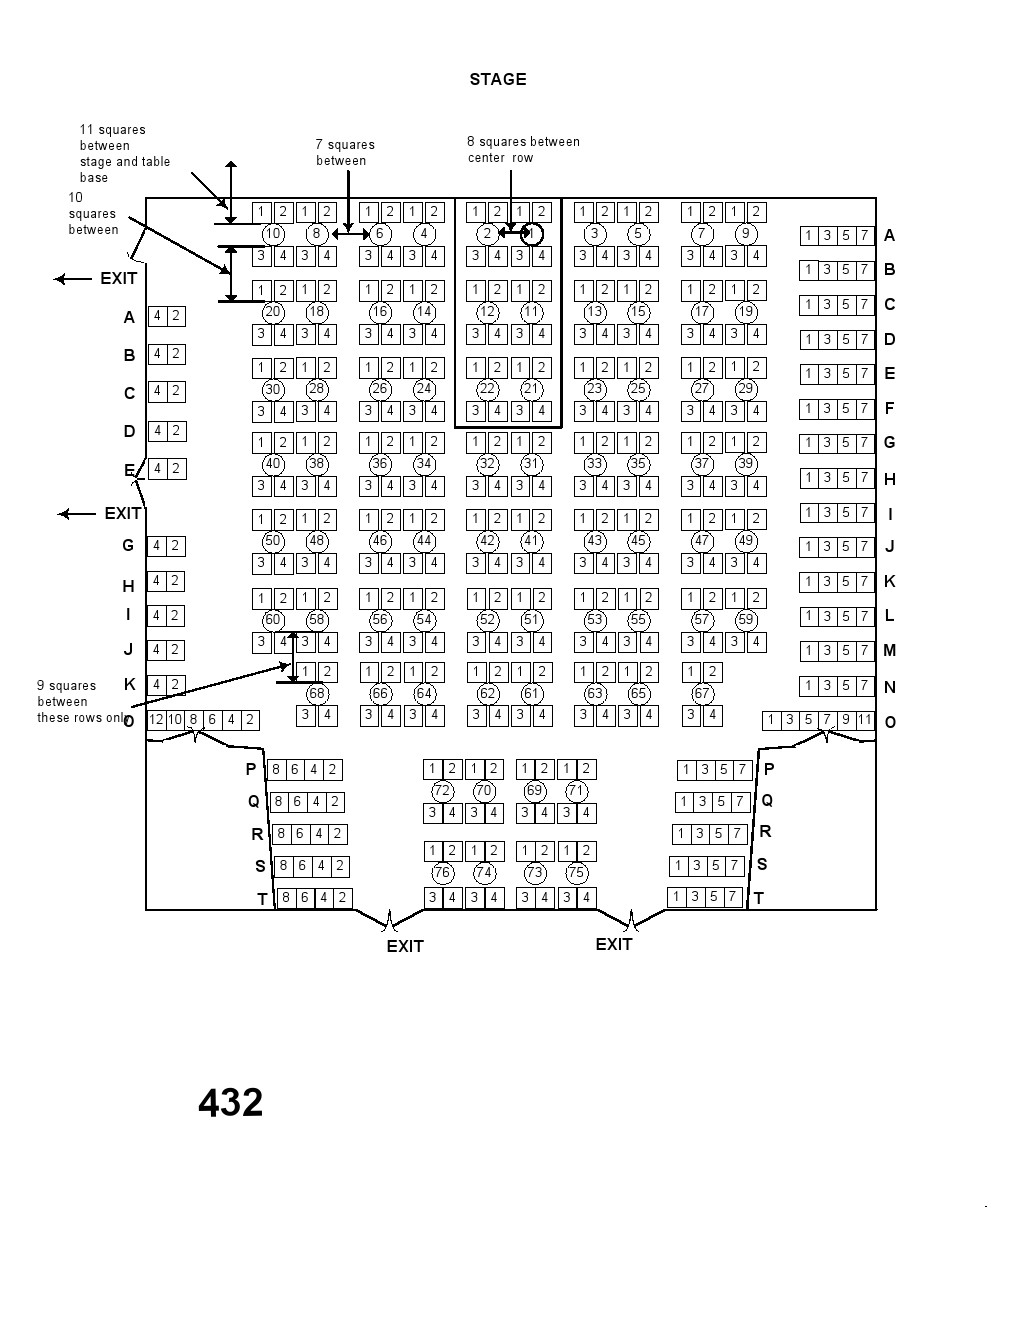 STAGE
11 squares
between
stage and table
base
7 squares
between
8 squares between
center row
10
squares
between
1 2 1 2 1 2 1 2 1 2 1 2 1 2 1 2 1 2 1 2
10 8 6 4 2 1 3 5 7 9
1 3 5 7 A
3 4 3 4 3 4 3 4 3 4 3 4 3 4 3 4 3 4 3 4
1 3 5 7 B
EXIT
1 2 1 2 1 2 1 2 1 2 1 2 1 2 1 2 1 2 1 2
1 3 5 7 C
20 18 16 14 12 11 13 15 17 19
A 4 2
3 4 3 4 3 4 3 4 3 4 3 4 3 4 3 4 3 4 3 4
1 3 5 7 D
B 4 2
1 2 1 2 1 2 1 2 1 2 1 2 1 2 1 2 1 2 1 2
1 3 5 7 E
30 28 26 24 22 21 23 25 27 29
C 4 2
3 4 3 4 3 4 3 4 3 4 3 4 3 4 3 4 3 4 3 4
1 3 5 7 F
D 4 2
1 2 1 2 1 2 1 2 1 2 1 2 1 2 1 2 1 2 1 2
1 3 5 7 G
40 38 36 34 32 31 33 35 37 39
E 4 2
1 3 5 7 H
3 4 3 4 3 4 3 4 3 4 3 4 3 4 3 4 3 4 3 4
EXIT
1 3 5 7 I
1 2 1 2 1 2 1 2 1 2 1 2 1 2 1 2 1 2 1 2
50 48 46 44 42 41 43 45 47 49
G 4 2
1 3 5 7 J
3 4 3 4 3 4 3 4 3 4 3 4 3 4 3 4 3 4 3 4
H 4 2
1 3 5 7 K
1 2 1 2 1 2 1 2 1 2 1 2 1 2 1 2 1 2 1 2
I 4 2
1 3 5 7 L
60 58 56 54 52 51 53 55 57 59
3 4 3 4 3 4 3 4 3 4 3 4 3 4 3 4 3 4 3 4
J 4 2
1 3 5 7 M
1 2 1 2 1 2 1 2 1 2 1 2 1 2 1 2
K 4 2
1 3 5 7 N
9 squares
between
these rows only
68 66 64 62 61 63 65 67
3 4 3 4 3 4 3 4 3 4 3 4 3 4 3 4
O 12 10 8 6 4 2
1 3 5 7 9 11 O
P 8 6 4 2
1 2 1 2 1 2 1 2
1 3 5 7 P
72 70 69 71
Q 8 6 4 2
1 3 5 7 Q
3 4 3 4 3 4 3 4
R 8 6 4 2
1 3 5 7 R
1 2 1 2 1 2 1 2
S 8 6 4 2
1 3 5 7 S
76 74 73 75
T 8 6 4 2
3 4 3 4 3 4 3 4
1 3 5 7 T
EXIT
EXIT
432